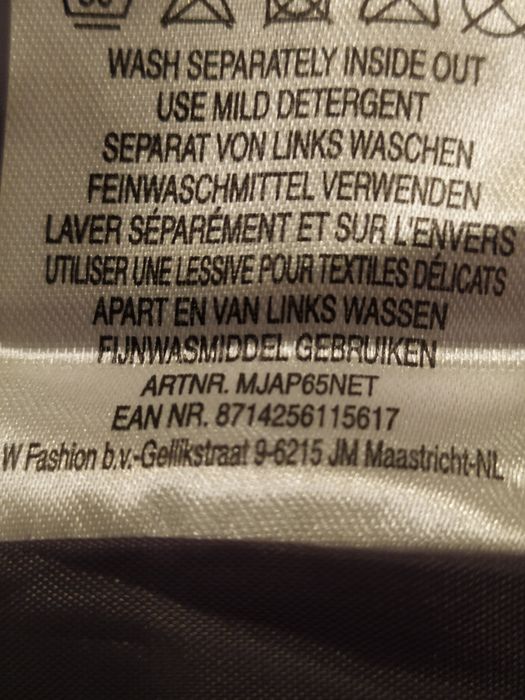 WASH SEPARATELY INSIDE OUT
USE MILD DETERGENT
SEPARAT VON LINKS WASCHEN
FEINWASCHMITTEL VERWENDEN
LAVER SÉPARÉMENT ET SUR L'ENVERS
UTILISER UNE LESSIVE POUR TEXTILES DÉLICATS
APART EN VAN LINKS WASSEN
FIJNWASMIDDEL GEBRUIKEN
ARTNR. MJAP65NET
EAN NR. 8714256115617
W Fashion b.v.-Gellikstraat 9-6215 JM Maastricht-NL